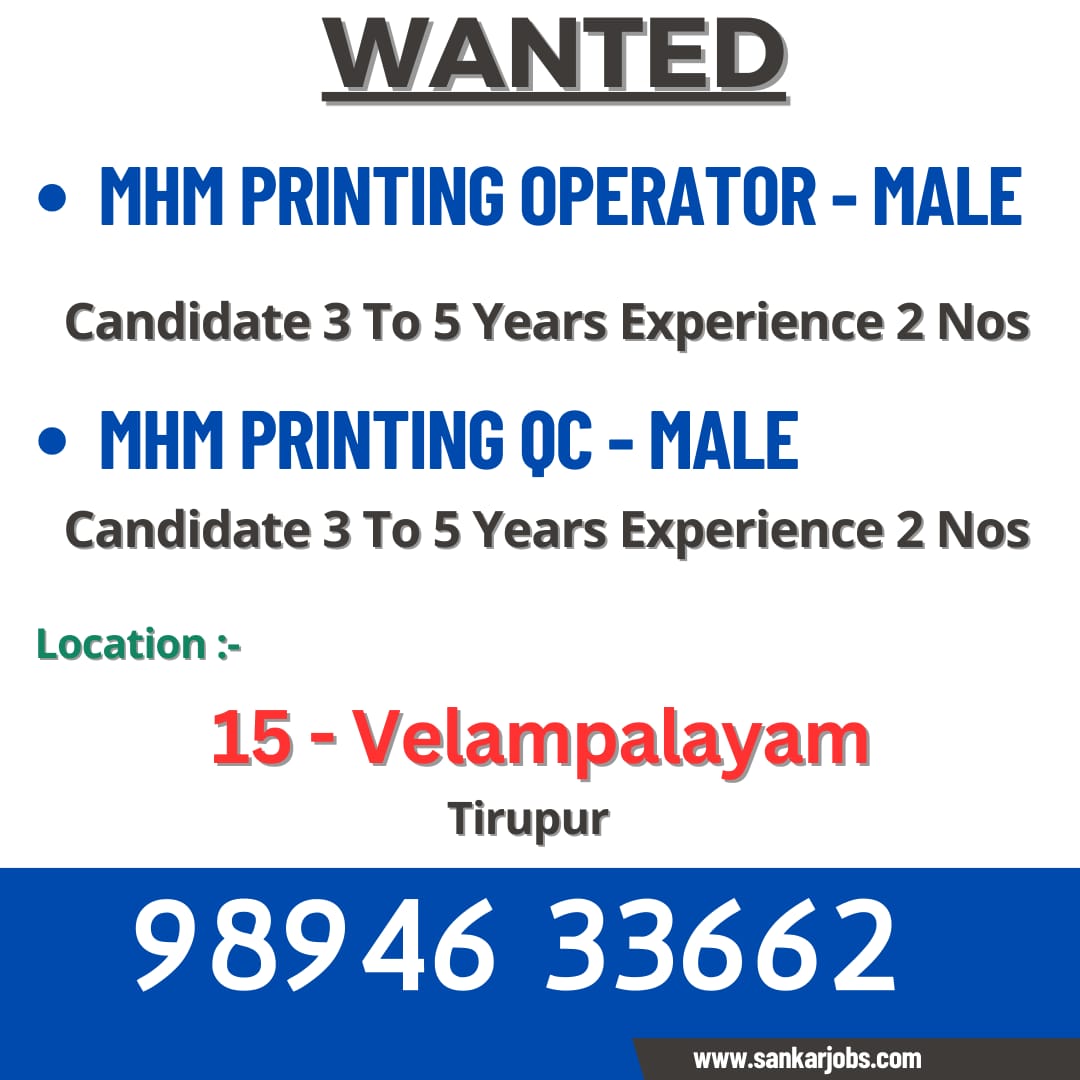 WANTED
• MHM PRINTING OPERATOR - MALE
Candidate 3 To 5 Years Experience 2 Nos
• MHM PRINTING QC - MALE
Candidate 3 To 5 Years Experience 2 Nos
Location :-
15 - Velampalayam
Tirupur
98946 33662
www.sankarjobs.com